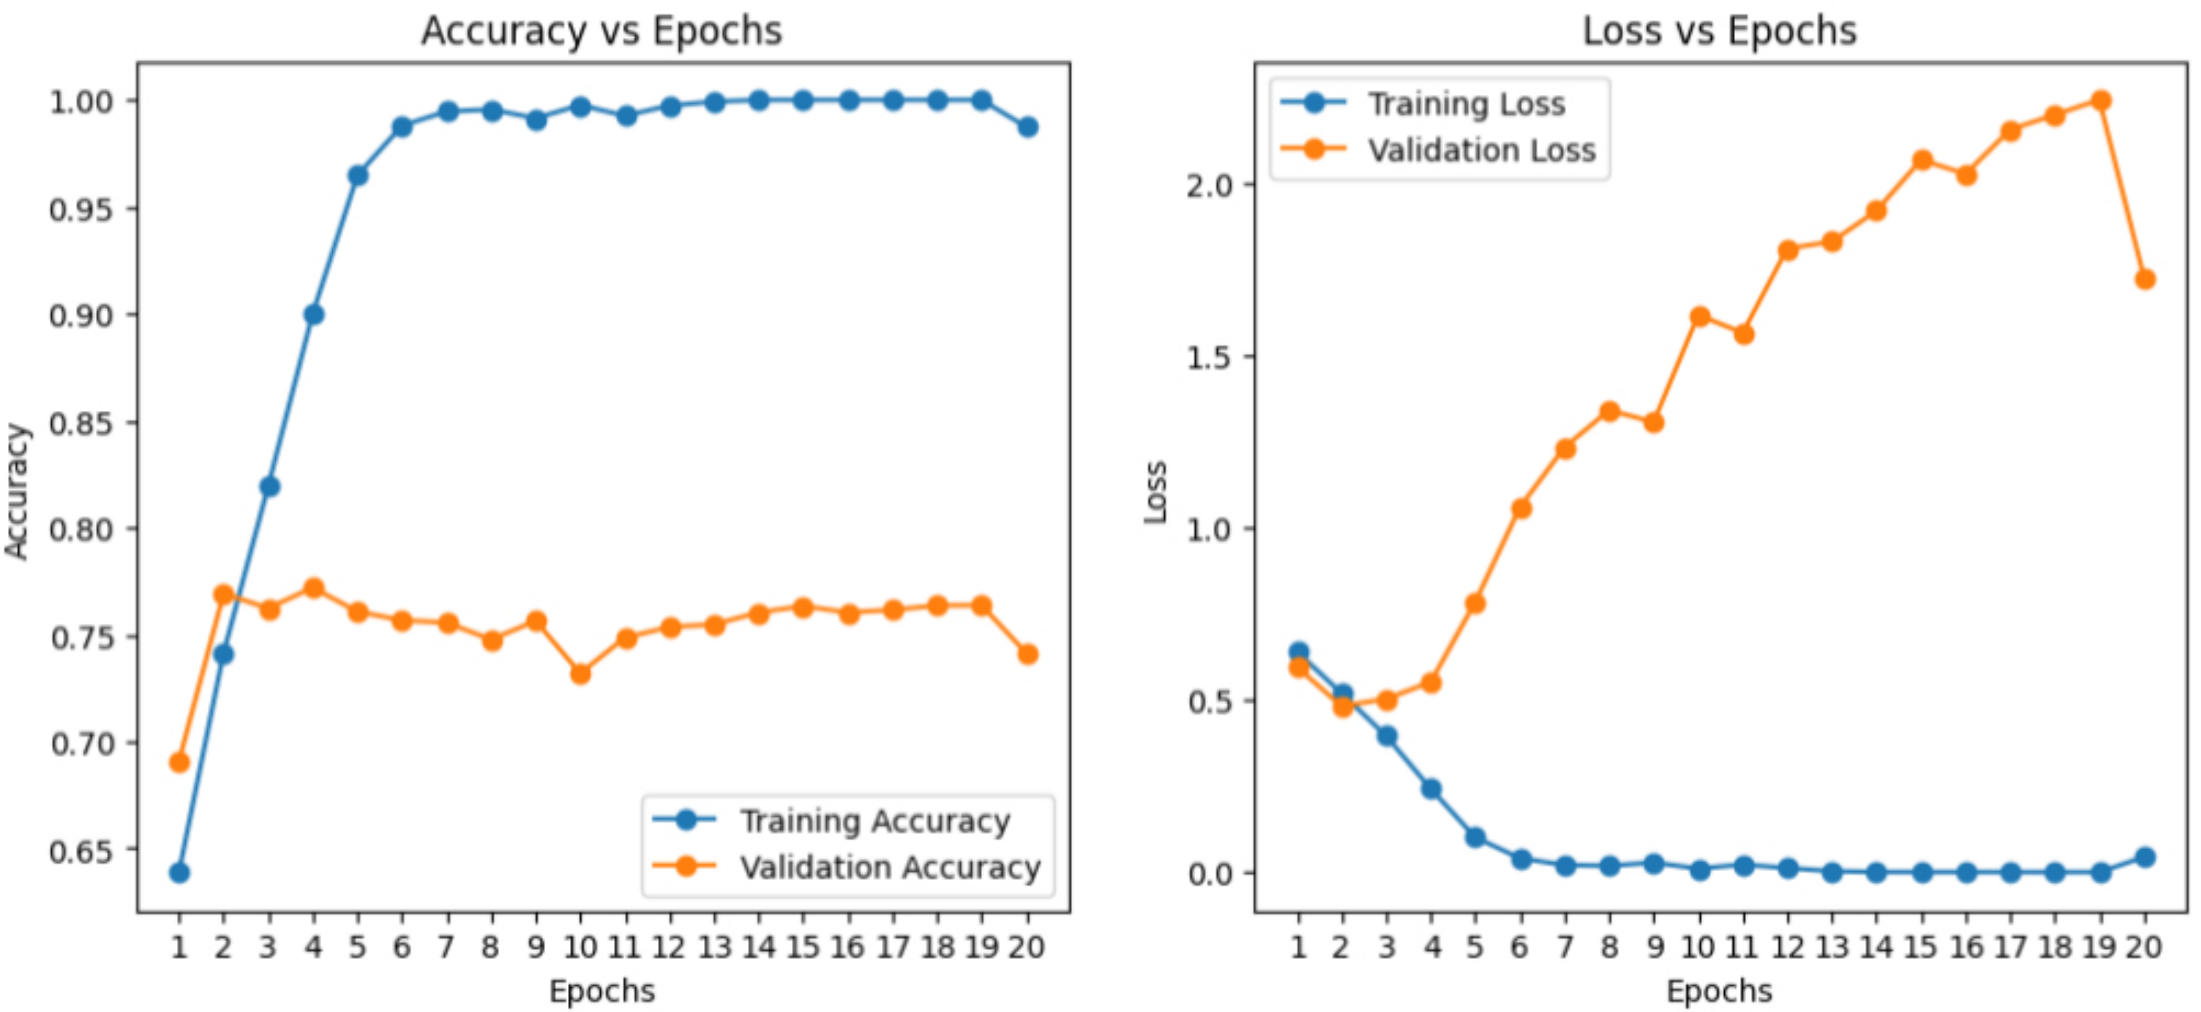 Accuracy vs Epochs
1.00
0.95
0.90
0.85
0.80
0.75
0.70
0.65
Accuracy
Training Accuracy
Validation Accuracy
1 2 3 4 5 6 7 8 9 10 11 12 13 14 15 16 17 18 19 20
Epochs
Loss vs Epochs
Training Loss
Validation Loss
2.0
1.5
1.0
0.5
0.0
Loss
1 2 3 4 5 6 7 8 9 10 11 12 13 14 15 16 17 18 19 20
Epochs